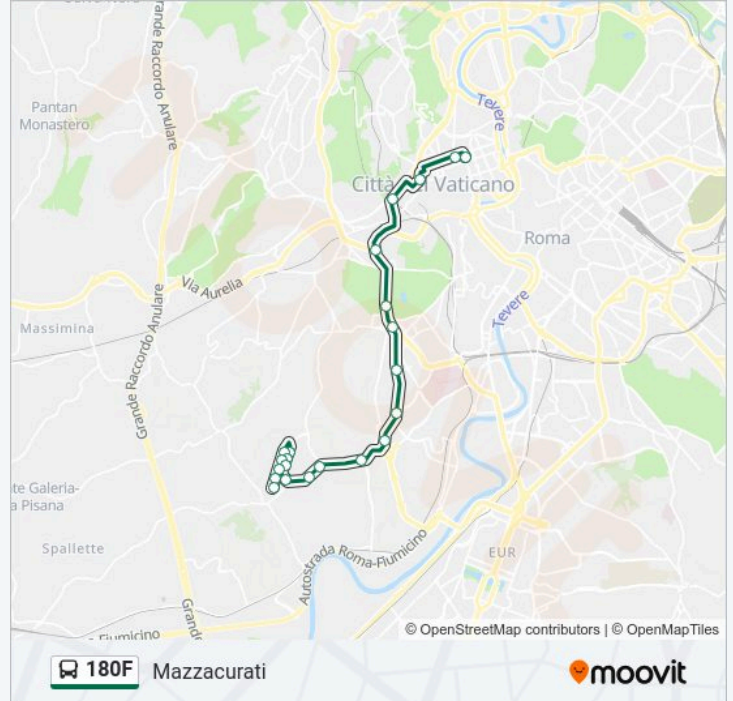 Grande Raccordo Anulare
Pantan
Monastero
Tevere
Città del Vaticano
Roma
Via Aurelia
Massimina
Grande Raccordo Anulare
Tevere
te Galeria-
a Pisana
Spallette
Autostrada Roma-Fiumicino
EUR
Grande
Fiumicino
© OpenStreetMap contributors | © OpenMapTiles
180F Mazzacurati
moovit